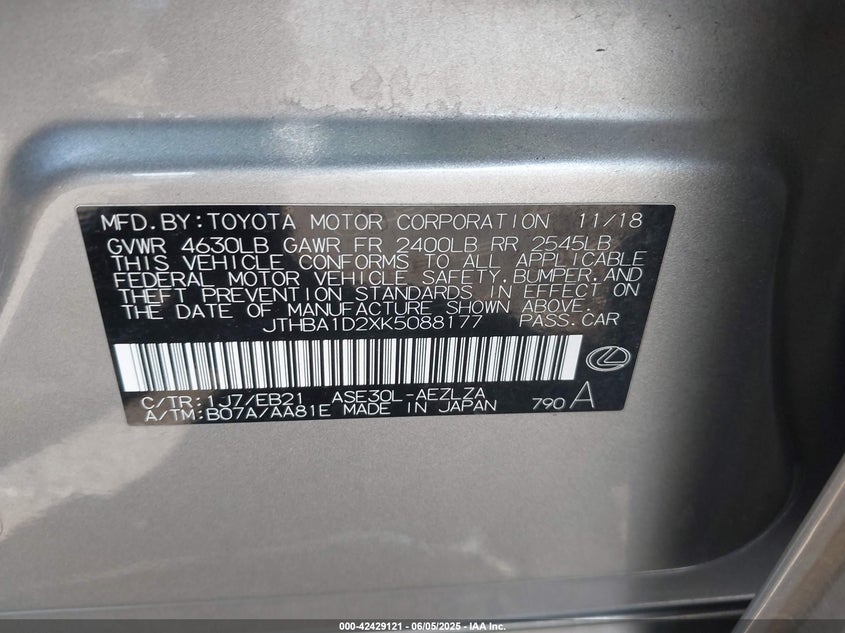 MFD.BY:TOYOTA MOTOR CORPORATION 11/18
GVWR 4630LB GAWR FR 2400LB RR 2545LB
THIS VEHICLE CONFORMS TO ALL APPLICABLE
FEDERAL MOTOR VEHICLE SAFETY,BUMPER,AND
THEFT PREVENTION STANDARDS IN EFFECT ON
THE DATE OF MANUFACTURE SHOWN ABOVE.
JTHBA1D2XK5088177 PASS.CAR
C/TR:1J7/EB21 ASE30L-AEZLZA
A/TM:B07A/AA81E MADE IN JAPAN 790 A
000-42429121 - 06/05/2025 - IAA Inc.